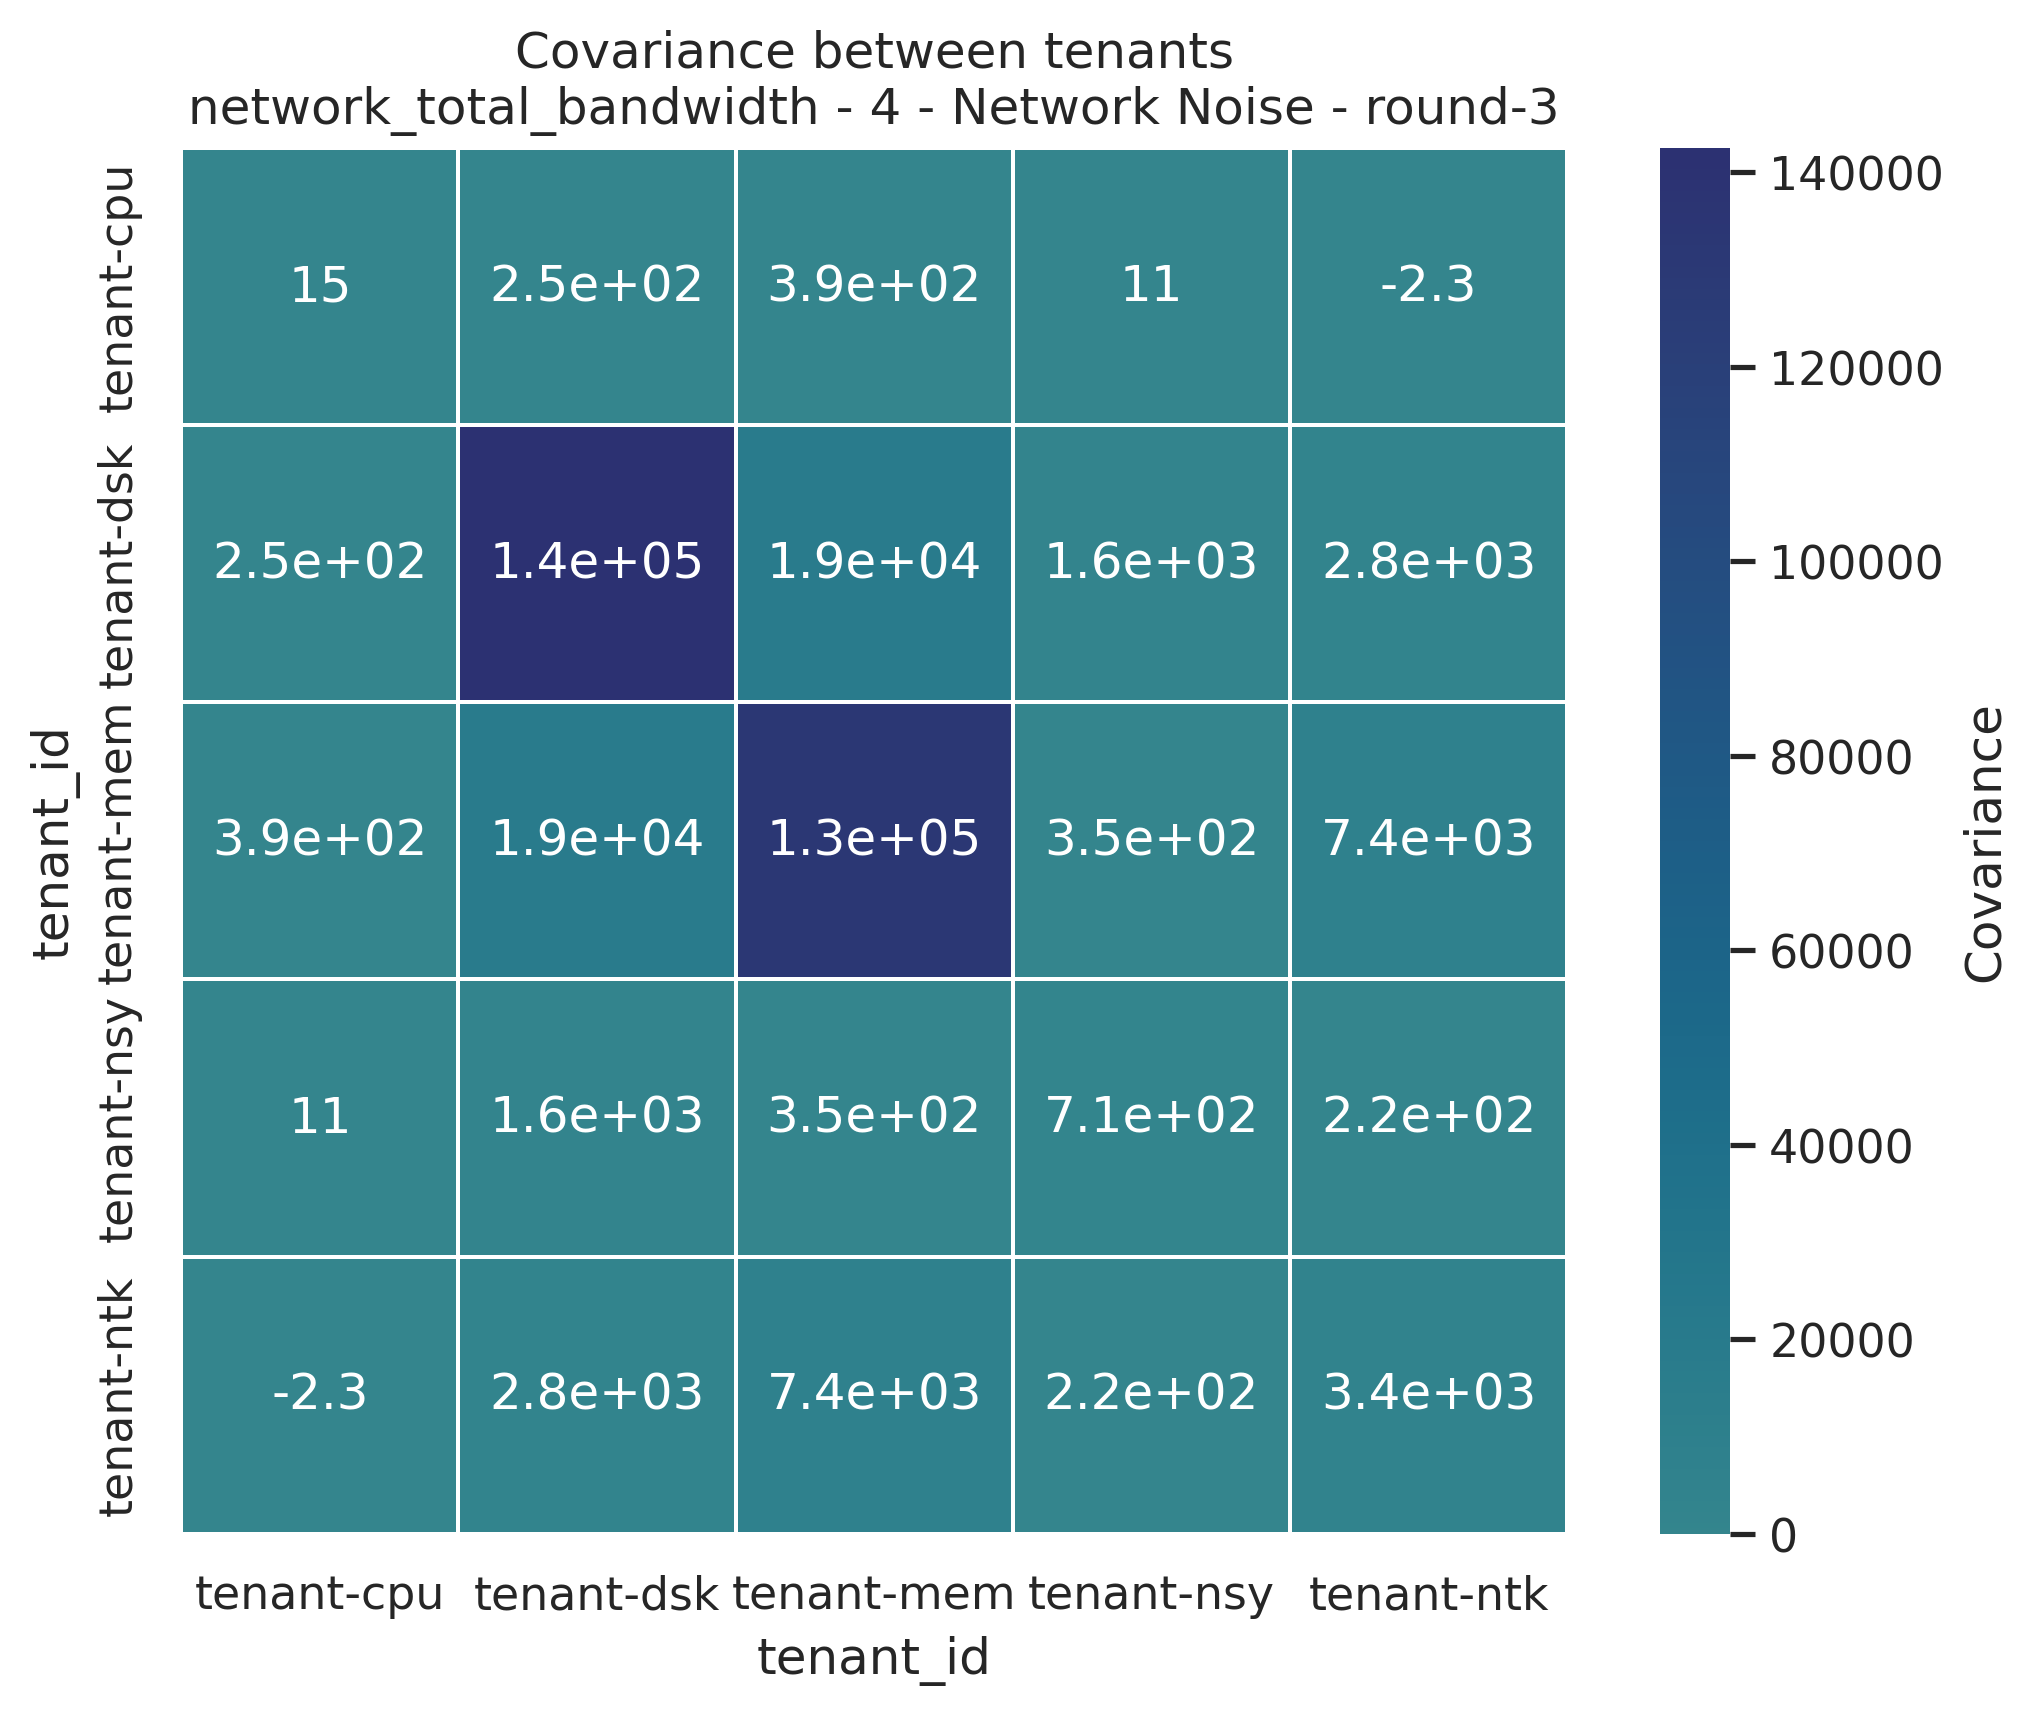 Covariance between tenants
network_total_bandwidth - 4 - Network Noise - round-3
tenant_id
tenant-cpu
15
2.5e+02
3.9e+02
11
-2.3
tenant-dsk
2.5e+02
1.4e+05
1.9e+04
1.6e+03
2.8e+03
tenant-mem
3.9e+02
1.9e+04
1.3e+05
3.5e+02
7.4e+03
tenant-nsy
11
1.6e+03
3.5e+02
7.1e+02
2.2e+02
tenant-ntk
-2.3
2.8e+03
7.4e+03
2.2e+02
3.4e+03
tenant-cpu
tenant-dsk
tenant-mem
tenant-nsy
tenant-ntk
tenant_id
140000
120000
100000
80000
60000
40000
20000
0
Covariance